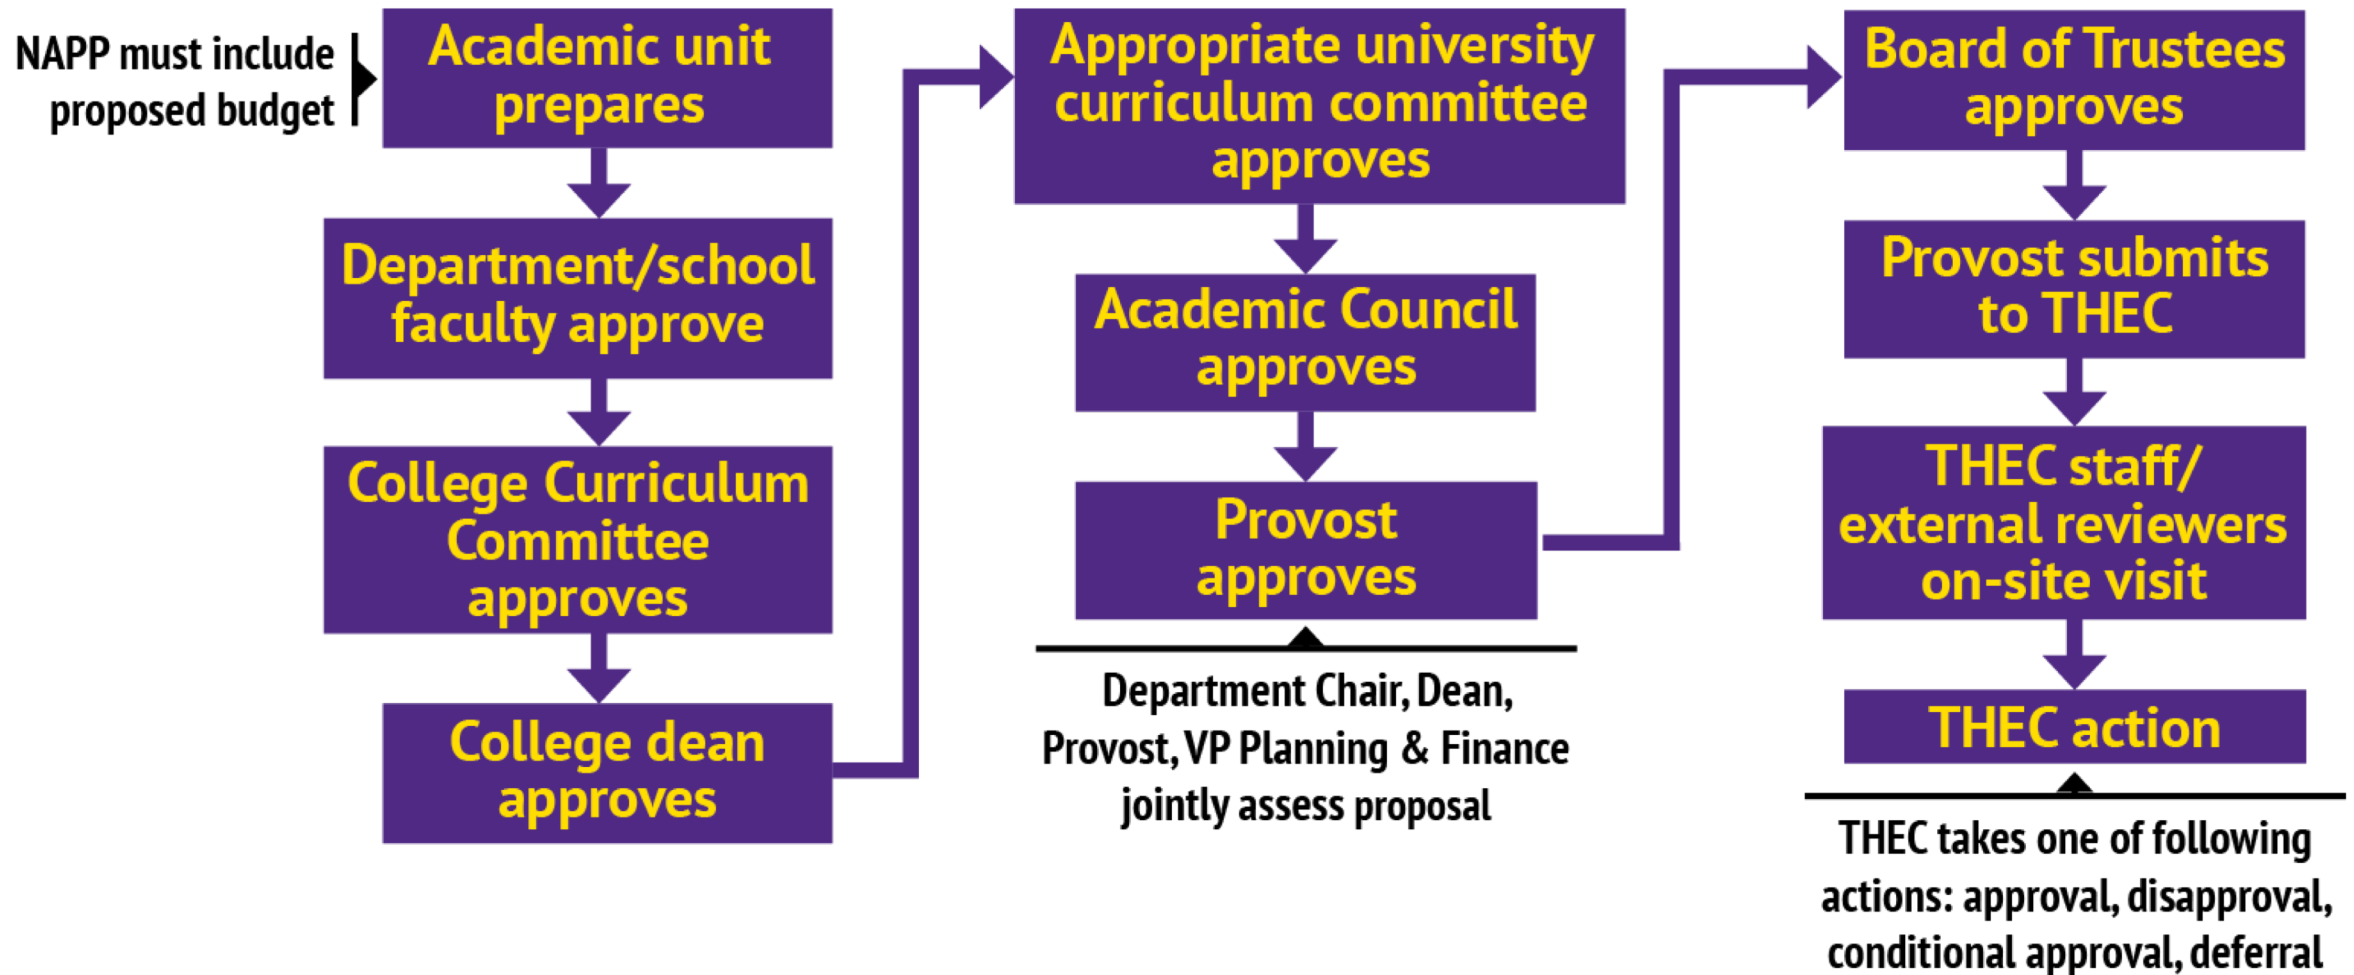 NAPP must include
proposed budget
Academic unit
prepares
Department/school
faculty approve
College Curriculum
Committee
approves
College dean
approves
Appropriate university
curriculum committee
approves
Academic Council
approves
Provost
approves
Department Chair, Dean,
Provost, VP Planning & Finance
jointly assess proposal
Board of Trustees
approves
Provost submits
to THEC
THEC staff/
external reviewers
on-site visit
THEC action
THEC takes one of following
actions: approval, disapproval,
conditional approval, deferral